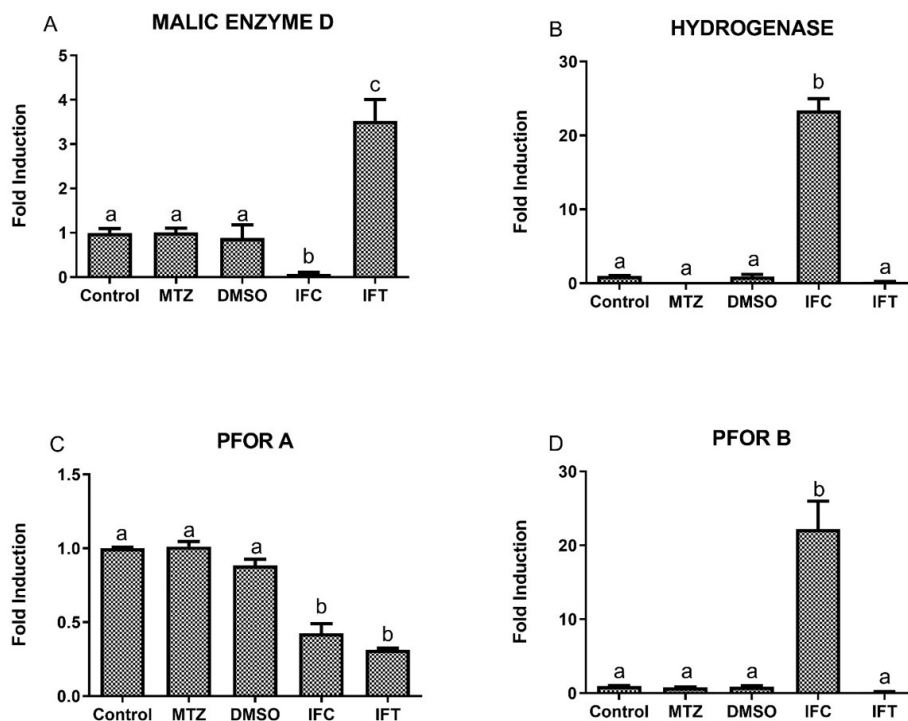 A
MALIC ENZYME D
Fold Induction
5
4
3
2
1
0
a
a
a
b
c
Control MTZ DMSO IFC IFT
B
HYDROGENASE
Fold Induction
30
20
10
0
a
a
a
b
a
Control MTZ DMSO IFC IFT
C
PFOR A
Fold Induction
1.5
1.0
0.5
0.0
a
a
a
b
b
Control MTZ DMSO IFC IFT
D
PFOR B
Fold Induction
30
20
10
0
a
a
a
b
a
Control MTZ DMSO IFC IFT